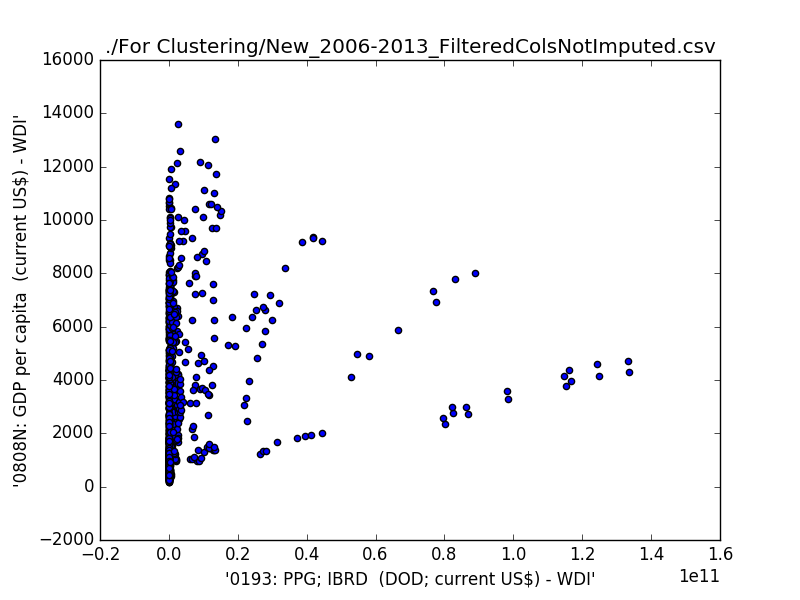 ./For Clustering/New_2006-2013_FilteredColsNotImputed.csv
16000
14000
12000
10000
8000
6000
4000
2000
0
−2000
'0808N: GDP per capita  (current US$) - WDI'
−0.2 0.0 0.2 0.4 0.6 0.8 1.0 1.2 1.4 1.6
1e11
'0193: PPG; IBRD  (DOD; current US$) - WDI'